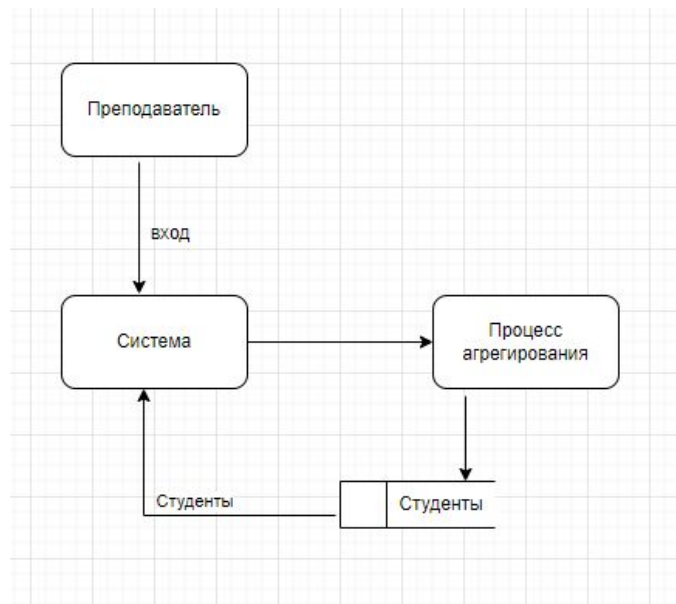 Преподаватель
вход
Система
Процесс
агрегирования
Студенты
Студенты